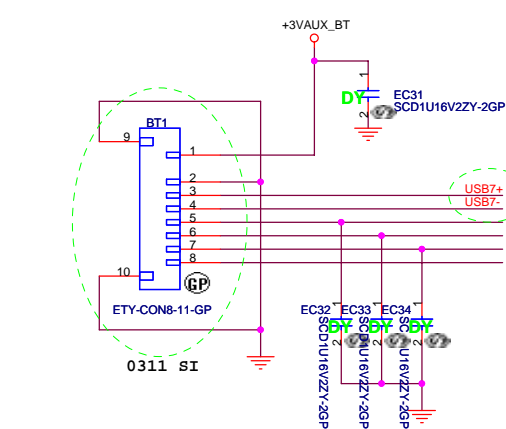 +3VAUX_BT
1
DY
EC31
SCD1U16V2ZY-2GP
2
BT1
9
1
2
3
4
5
6
7
8
USB7+
USB7-
10
GP
ETY-CON8-11-GP
0311 SI
EC32
EC33
EC34
1
1
1
DY
DY
DY
2
2
2
SCD1U16V2ZY-2GP
SCD1U16V2ZY-2GP
SCD1U16V2ZY-2GP